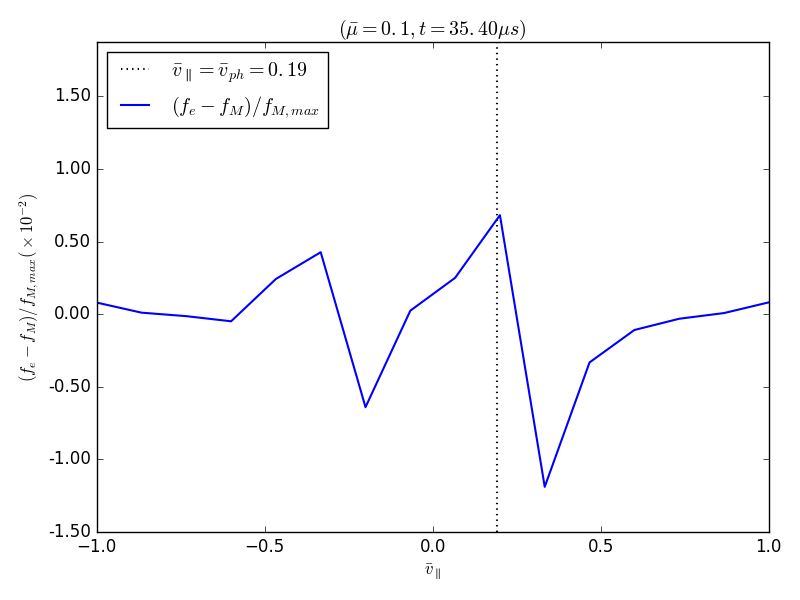 (μ̄ = 0.1, t = 35.40μs)
v̄∥ = v̄ph = 0.19
(fe − fM)/fM,max
(fe − fM)/fM,max(×10⁻²)
1.50
1.00
0.50
0.00
-0.50
-1.00
-1.50
−1.0 −0.5 0.0 0.5 1.0
v̄∥